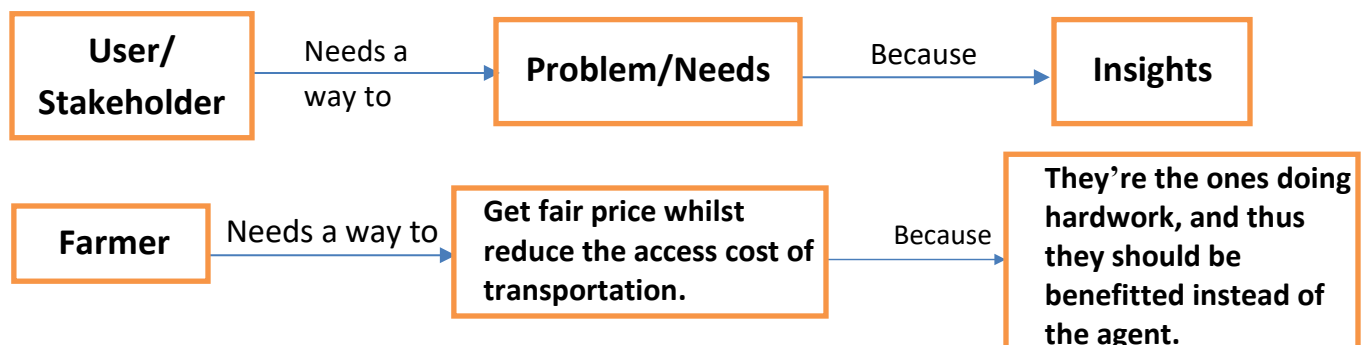 User/
Stakeholder
Needs a
way to
Problem/Needs
Because
Insights
Farmer
Needs a way to
Get fair price whilst
reduce the access cost of
transportation.
Because
They’re the ones doing
hardwork, and thus
they should be
benefitted instead of
the agent.